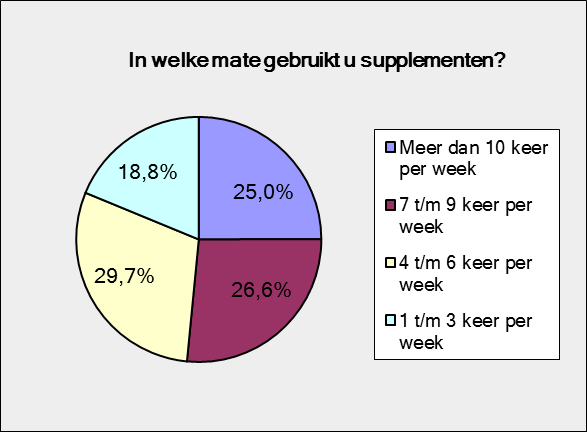 In welke mate gebruikt u supplementen?
18,8%
25,0%
29,7%
26,6%
Meer dan 10 keer
per week
7 t/m 9 keer per
week
4 t/m 6 keer per
week
1 t/m 3 keer per
week